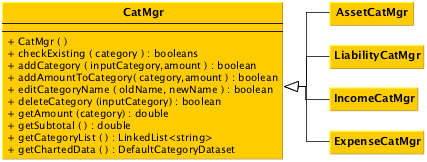 CatMgr
+ CatMgr ( )
+ checkExisting ( category ) : booleans
+ addCategory ( inputCategory,amount ) : boolean
+ addAmountToCategory( category,amount ) : boolean
+ editCategoryName ( oldName, newName ) : boolean
+ deleteCategory (inputCategory) : boolean
+ getAmount (category) : double
+ getSubtotal ( ) : double
+ getCategoryList ( ) : LinkedList<string>
+ getChartedData ( ) : DefaultCategoryDataset
AssetCatMgr
LiabilityCatMgr
IncomeCatMgr
ExpenseCatMgr